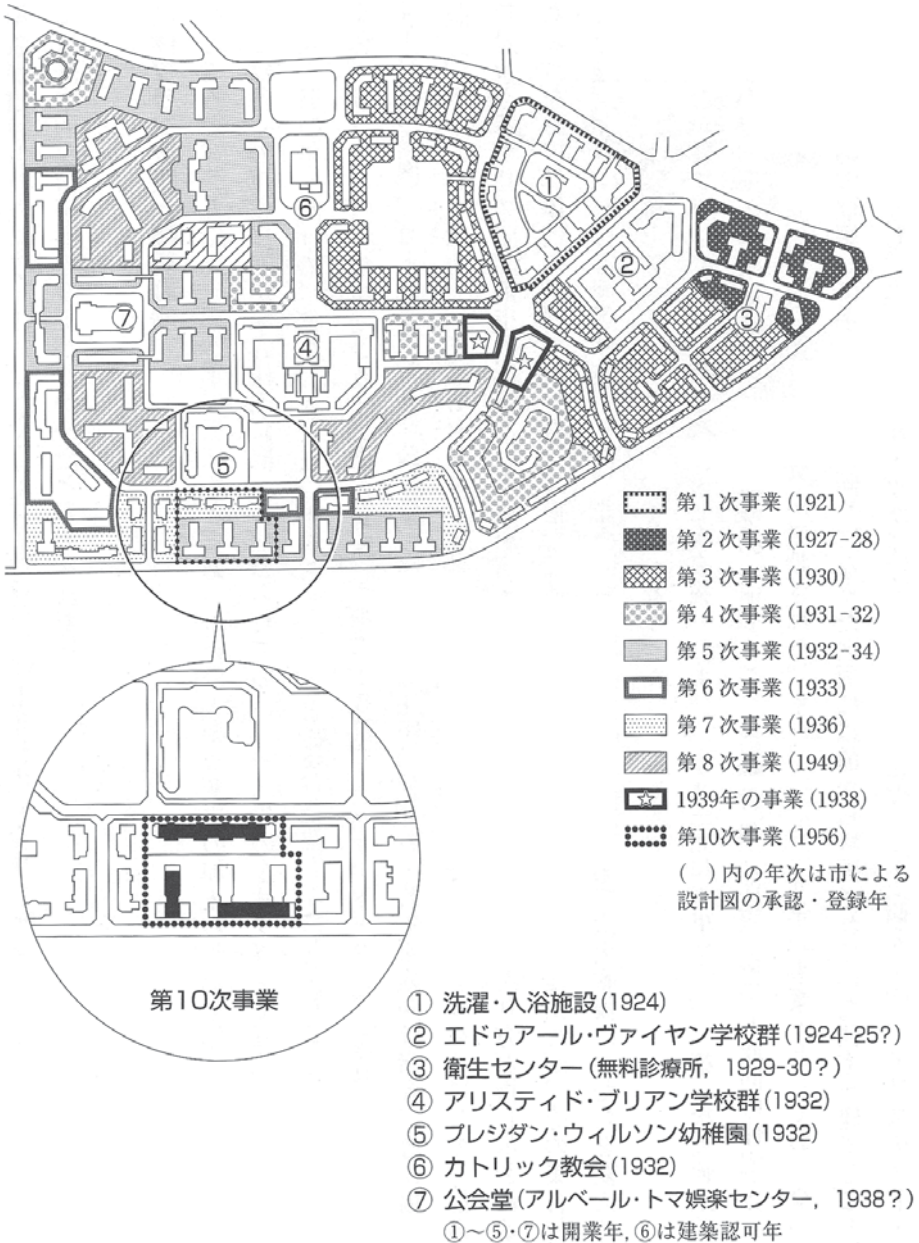 ①
②
③
④
⑤
⑥
⑦
第1次事業(1921)
第2次事業(1927-28)
第3次事業(1930)
第4次事業(1931-32)
第5次事業(1932-34)
第6次事業(1933)
第7次事業(1936)
第8次事業(1949)
1939年の事業(1938)
第10次事業(1956)
( )内の年次は市による
設計図の承認・登録年
第10次事業
① 洗濯・入浴施設(1924)
② エドゥアール・ヴァイヤン学校群(1924-25?)
③ 衛生センター(無料診療所, 1929-30?)
④ アリスティド・ブリアン学校群(1932)
⑤ プレジダン・ウィルソン幼稚園(1932)
⑥ カトリック教会(1932)
⑦ 公会堂(アルベール・トマ娯楽センター, 1938?)
①~⑤・⑦は開業年, ⑥は建築認可年